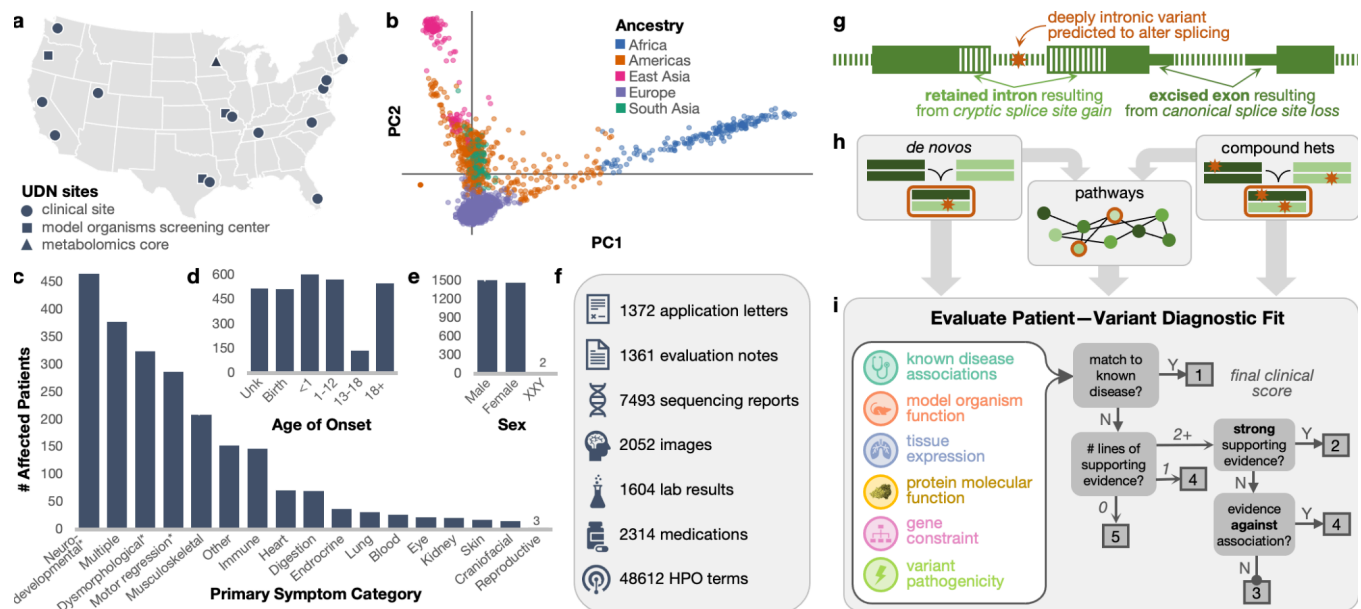 a
UDN sites
clinical site
model organisms screening center
metabolomics core
b
Ancestry
Africa
Americas
East Asia
Europe
South Asia
PC2
PC1
c
# Affected Patients
450
400
350
300
250
200
150
100
50
0
Neuro-
developmental*
Multiple
Dysmorphological*
Motor regression*
Musculoskeletal
Other
Immune
Heart
Digestion
Endocrine
Lung
Blood
Eye
Kidney
Skin
Craniofacial
Reproductive
3
Primary Symptom Category
d
600
450
300
150
0
Unk
Birth
<1
1-12
13-18
18+
Age of Onset
e
1500
1200
900
600
300
0
Male
Female
XXY
2
Sex
f
1372 application letters
1361 evaluation notes
7493 sequencing reports
2052 images
1604 lab results
2314 medications
48612 HPO terms
g
deeply intronic variant
predicted to alter splicing
retained intron resulting
from cryptic splice site gain
excised exon resulting
from canonical splice site loss
h
de novos
pathways
compound hets
i
Evaluate Patient—Variant Diagnostic Fit
known disease
associations
model organism
function
tissue
expression
protein molecular
function
gene
constraint
variant
pathogenicity
match to
known
disease?
Y
1
final clinical
score
N
# lines of
supporting
evidence?
2+
1
4
0
5
strong
supporting
evidence?
Y
2
N
evidence
against
association?
Y
4
N
3